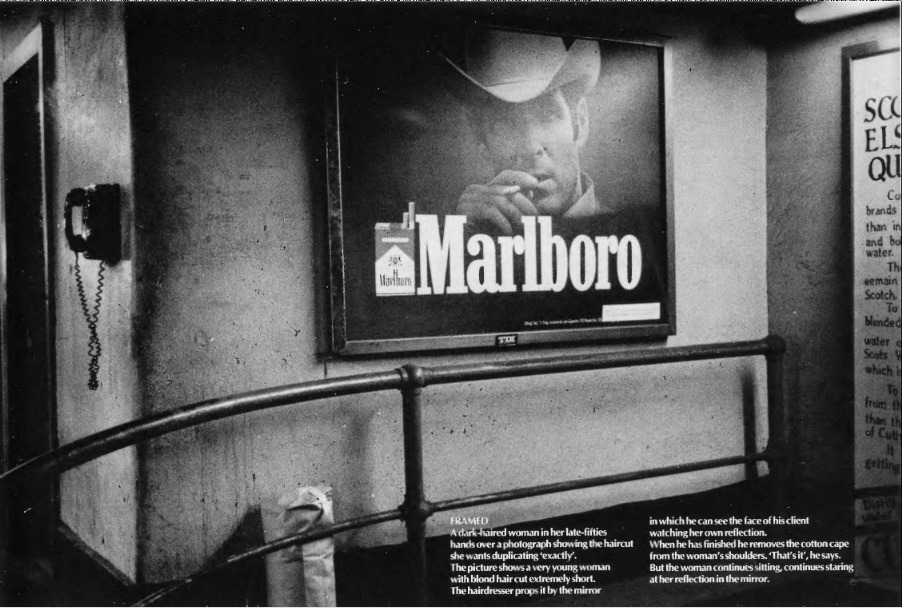 Marlboro
Marlboro
TDI
SCO
ELS
QU
Co
brands
than in
and bo
water.
Th
remain
Scotch.
To
blended
water o
Scots W
which i
To
from th
than th
of Cutt
It
getting
FRAMED
A dark-haired woman in her late-fifties
hands over a photograph showing the haircut
she wants duplicating 'exactly'.
The picture shows a very young woman
with blond hair cut extremely short.
The hairdresser props it by the mirror
in which he can see the face of his client
watching her own reflection.
When he has finished he removes the cotton cape
from the woman's shoulders. 'That's it', he says.
But the woman continues sitting, continues staring
at her reflection in the mirror.